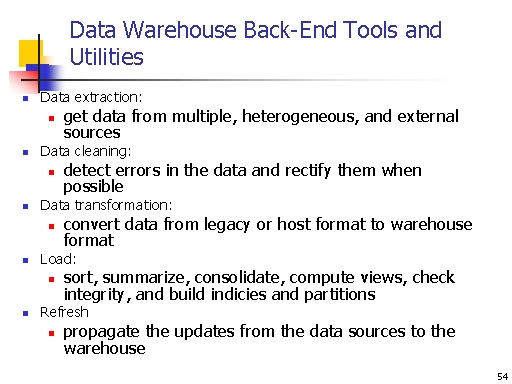 Data Warehouse Back-End Tools and
Utilities
Data extraction:
get data from multiple, heterogeneous, and external
sources
Data cleaning:
detect errors in the data and rectify them when
possible
Data transformation:
convert data from legacy or host format to warehouse
format
Load:
sort, summarize, consolidate, compute views, check
integrity, and build indicies and partitions
Refresh
propagate the updates from the data sources to the
warehouse
54